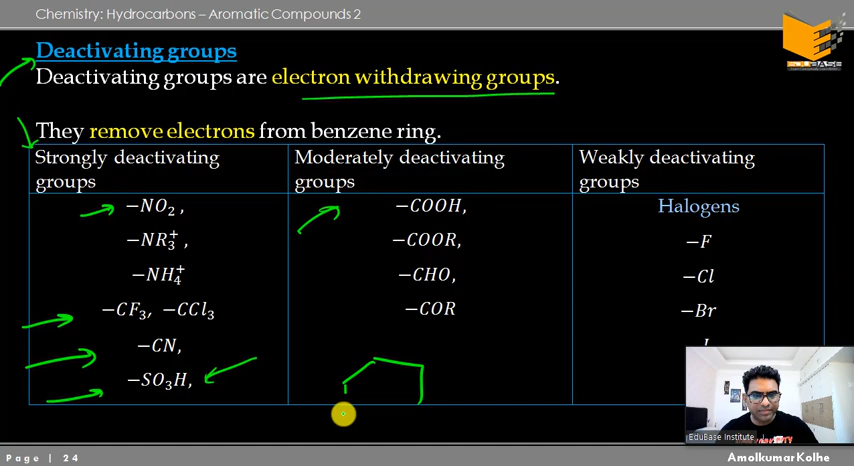 Chemistry: Hydrocarbons – Aromatic Compounds 2
EDUBASE
Deactivating groups
Deactivating groups are electron withdrawing groups.
They remove electrons from benzene ring.
Strongly deactivating groups
Moderately deactivating groups
Weakly deactivating groups
−NO₂ ,
−NR₃⁺ ,
−NH₄⁺
−CF₃, −CCl₃
−CN,
−SO₃H,
−COOH,
−COOR,
−CHO,
−COR
Halogens
−F
−Cl
−Br
EduBase Institute
Page | 24
AmolkumarKolhe